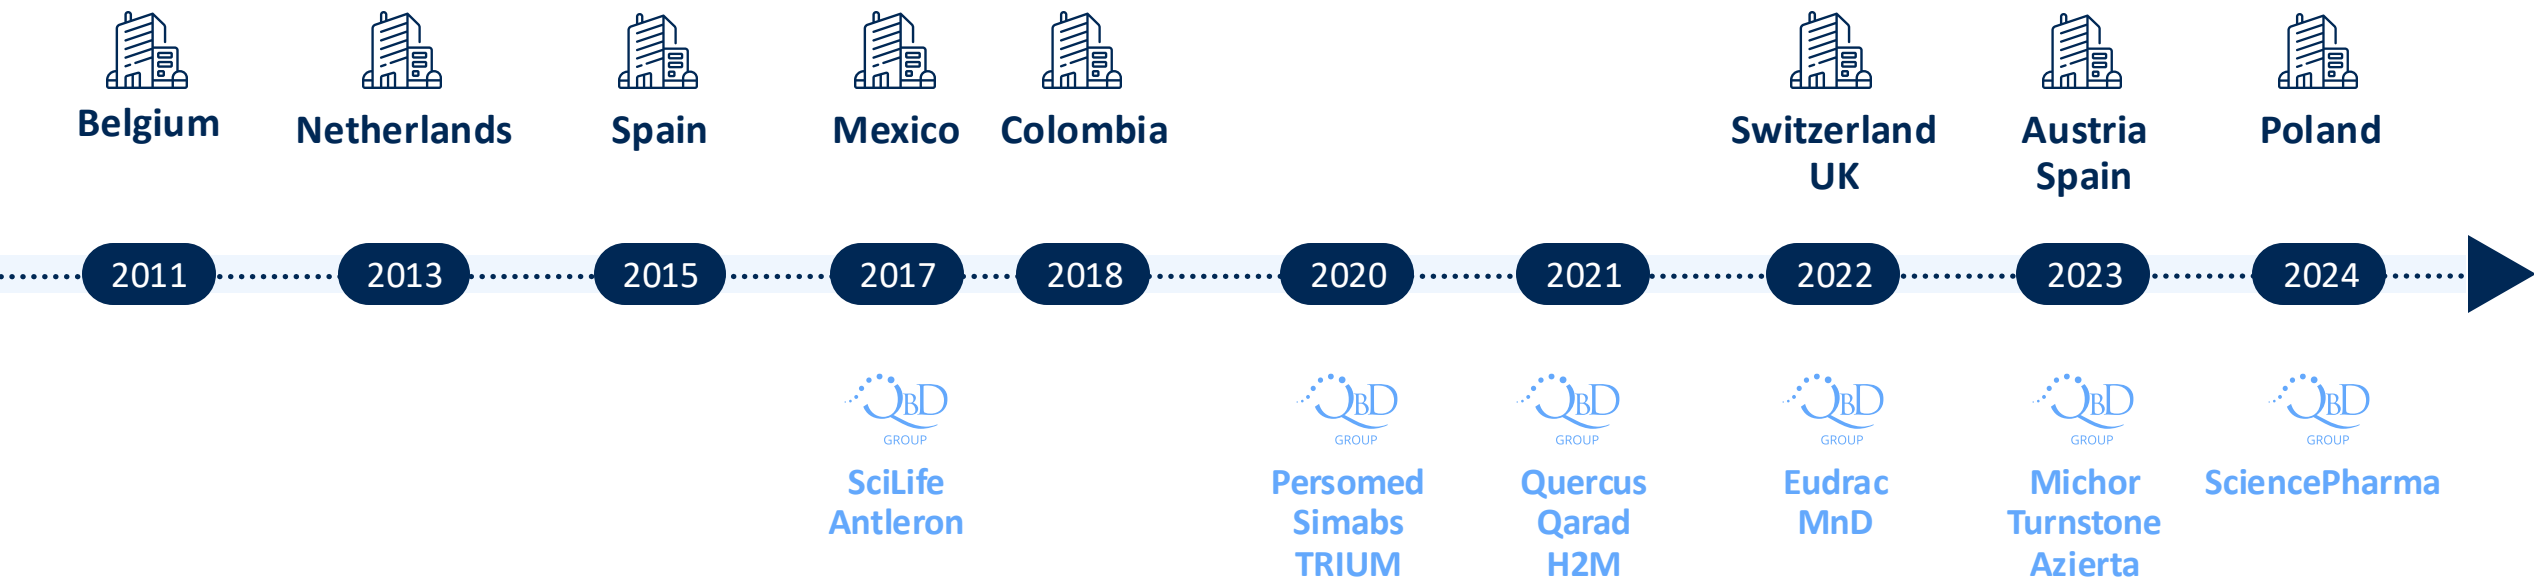 Belgium
Netherlands
Spain
Mexico
Colombia
Switzerland
UK
Austria
Spain
Poland
2011
2013
2015
2017
2018
2020
2021
2022
2023
2024
QBD
GROUP
SciLife
Antleron
QBD
GROUP
Persomed
Simabs
TRIUM
QBD
GROUP
Quercus
Qarad
H2M
QBD
GROUP
Eudrac
MnD
QBD
GROUP
Michor
Turnstone
Azierta
QBD
GROUP
SciencePharma